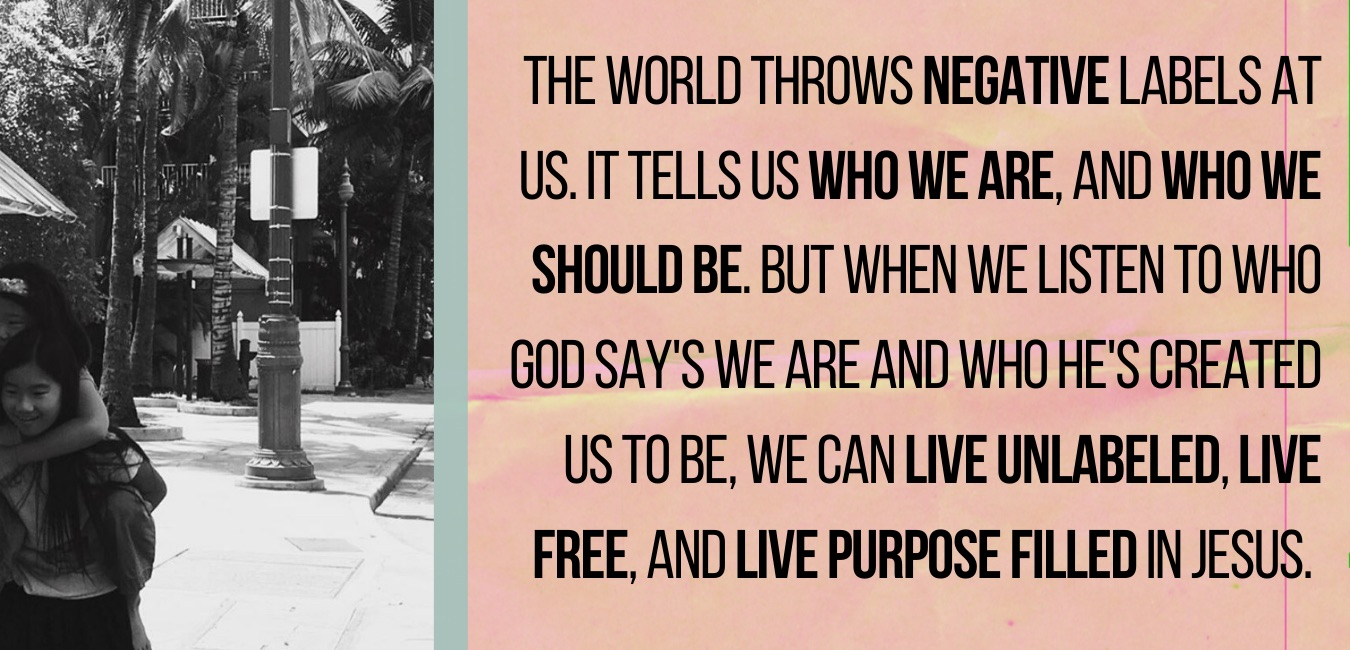 THE WORLD THROWS NEGATIVE LABELS AT
US. IT TELLS US WHO WE ARE, AND WHO WE
SHOULD BE. BUT WHEN WE LISTEN TO WHO
GOD SAY'S WE ARE AND WHO HE'S CREATED
US TO BE, WE CAN LIVE UNLABELED, LIVE
FREE, AND LIVE PURPOSE FILLED IN JESUS.